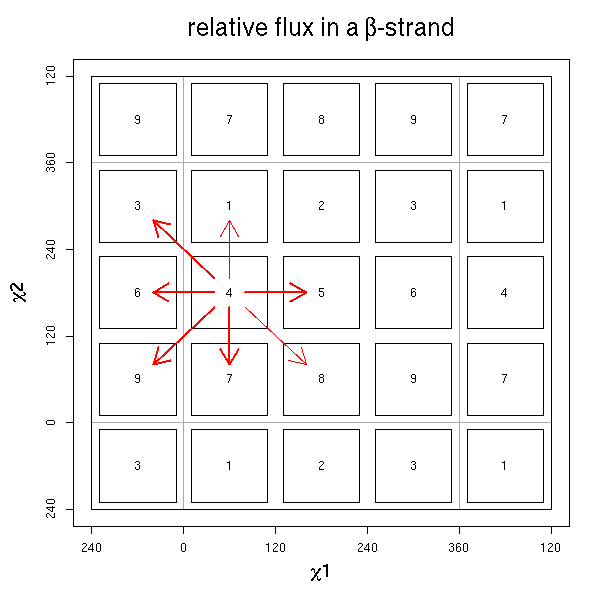 relative flux in a β-strand
120
9 7 8 9 7
360
3 1 2 3 1
240
χ2
6 4 5 6 4
120
9 7 8 9 7
0
3 1 2 3 1
240
240 0 120 240 360 120
χ1